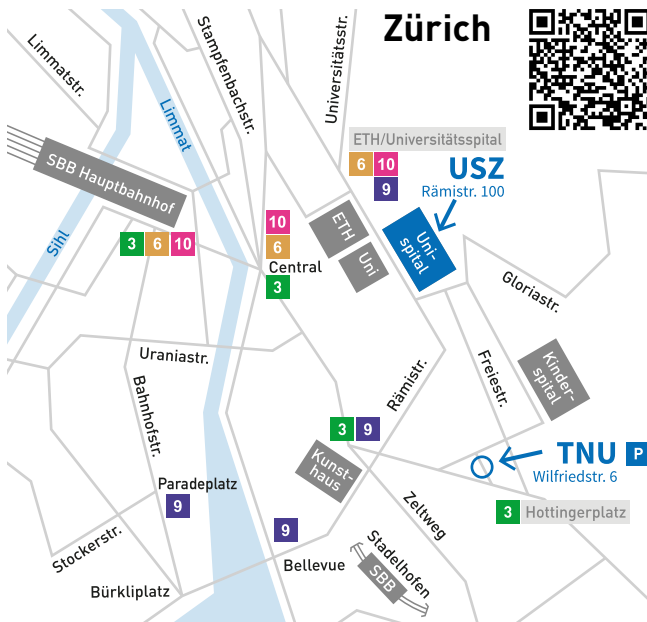 Zürich
Limmatstr.
Stampfenbachstr.
Universitätsstr.
Limmat
ETH/Universitätsspital
6 10
9
USZ
Rämistr. 100
SBB Hauptbahnhof
Sihl
3 6 10
10
6
Central
3
ETH
Uni
Uni-
spital
Gloriastr.
Uraniastr.
Bahnhofstr.
Rämistr.
Freiestr.
Kinder-
spital
3 9
Kunst-
haus
TNU P
Wilfriedstr. 6
Paradeplatz
9
3 Hottingerplatz
Zeltweg
9
Stockerstr.
Bellevue
Stadelhofen
SBB
Bürkliplatz